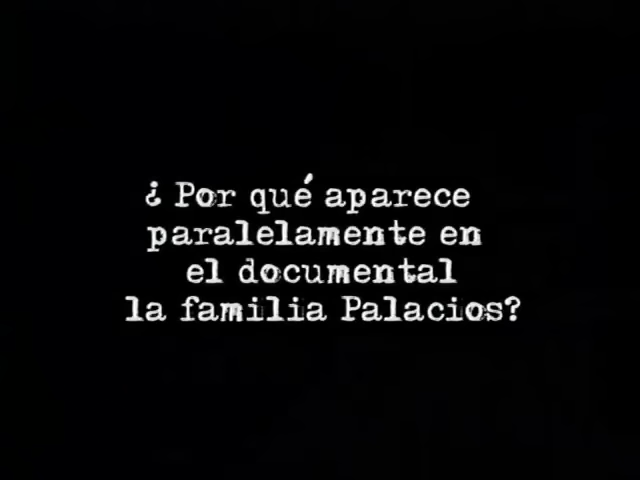 ¿ Por qué aparece
paralelamente en
el documental
la familia Palacios?